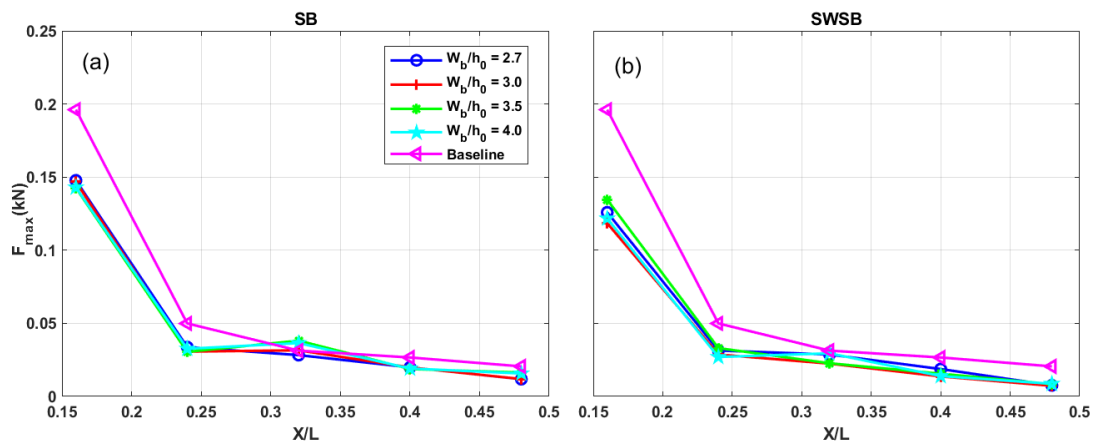 SB
SWSB
(a)
(b)
W_b/h_0 = 2.7
W_b/h_0 = 3.0
W_b/h_0 = 3.5
W_b/h_0 = 4.0
Baseline
F_max (kN)
0.25
0.2
0.15
0.1
0.05
0
0.15 0.2 0.25 0.3 0.35 0.4 0.45 0.5
0.15 0.2 0.25 0.3 0.35 0.4 0.45 0.5
X/L
X/L